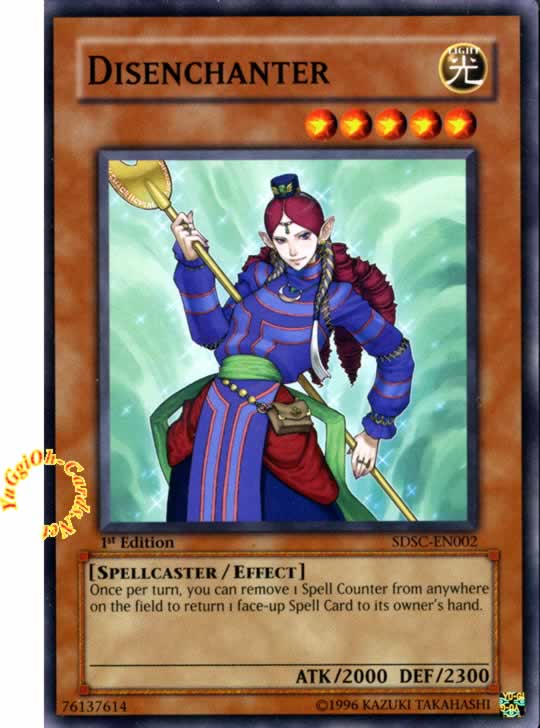 DISENCHANTER
LIGHT
光
YuGgiOh-Cards.Net
1st Edition
SDSC-EN002
[SPELLCASTER / EFFECT]
Once per turn, you can remove 1 Spell Counter from anywhere
on the field to return 1 face-up Spell Card to its owner's hand.
ATK/2000 DEF/2300
76137614
©1996 KAZUKI TAKAHASHI